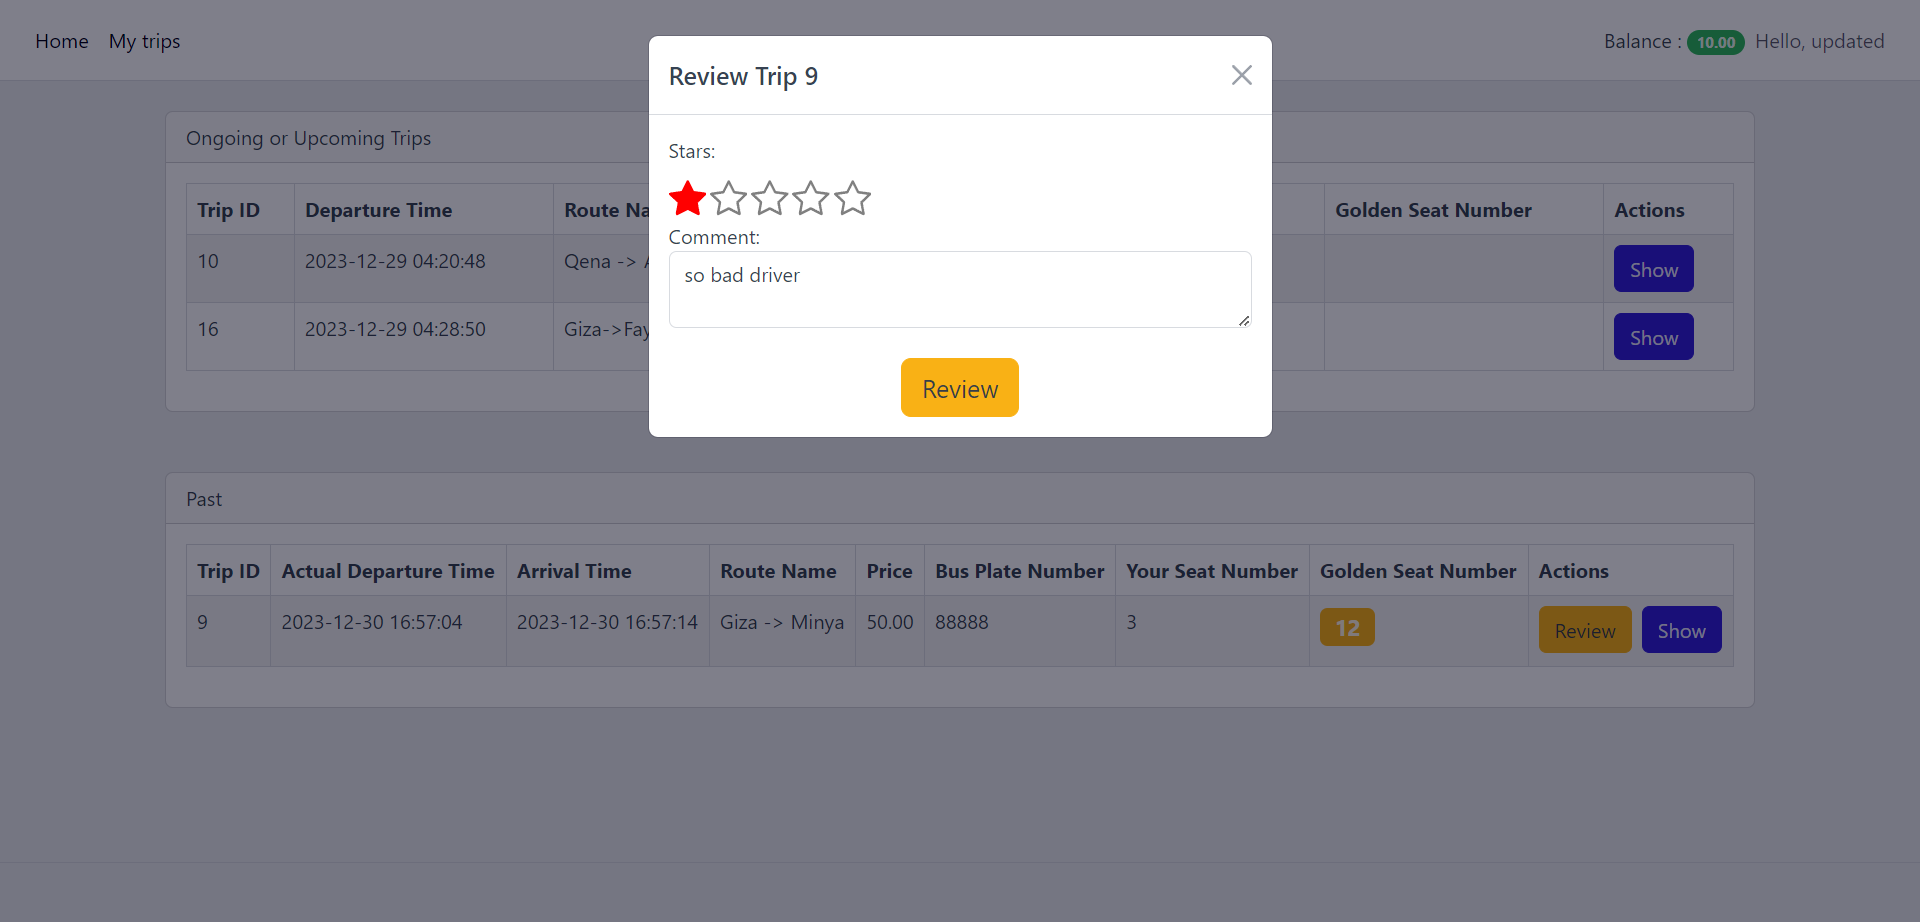 Home My trips Balance : 10.00 Hello, updated
Review Trip 9
Stars:
Comment:
so bad driver
Review
Ongoing or Upcoming Trips
Trip ID Departure Time Route Na Golden Seat Number Actions
10 2023-12-29 04:20:48 Qena -> Show
16 2023-12-29 04:28:50 Giza->Fay Show
Past
Trip ID Actual Departure Time Arrival Time Route Name Price Bus Plate Number Your Seat Number Golden Seat Number Actions
9 2023-12-30 16:57:04 2023-12-30 16:57:14 Giza -> Minya 50.00 88888 3 12 Review Show